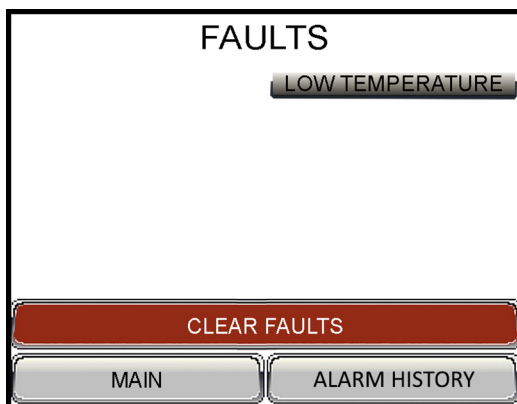 FAULTS
LOW TEMPERATURE
CLEAR FAULTS
MAIN
ALARM HISTORY